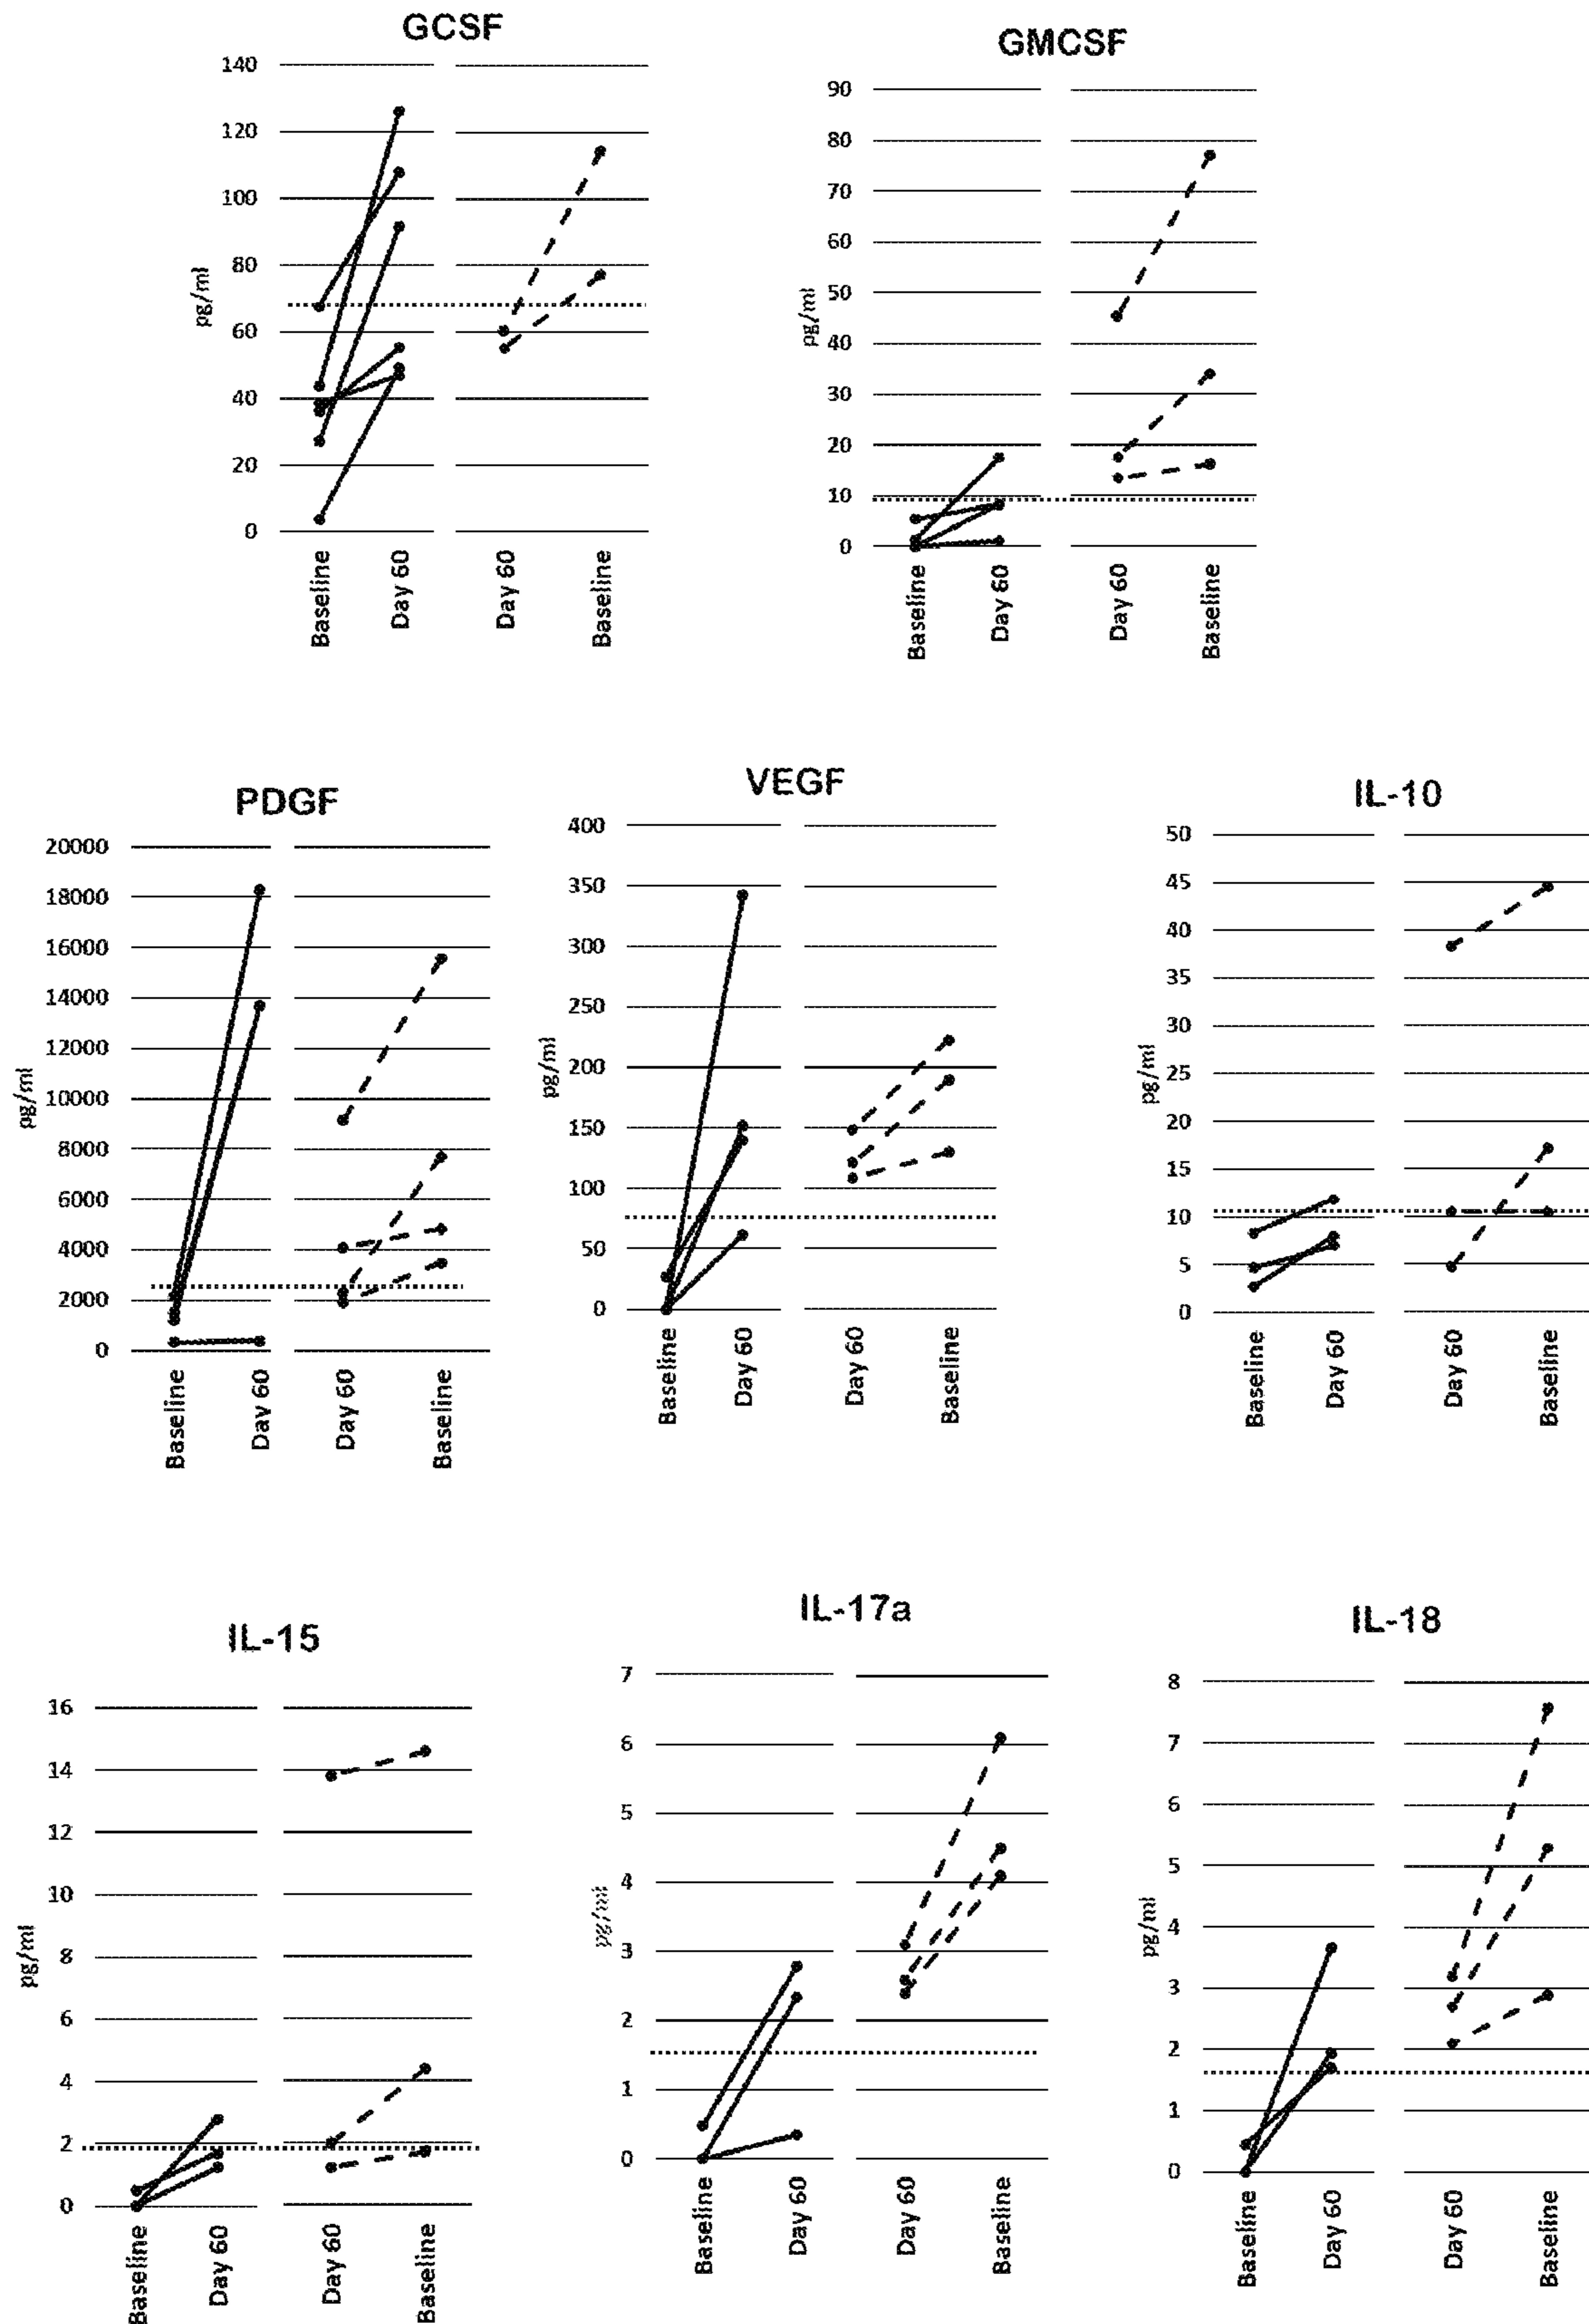 GCSF
140
120
100
80
60
40
20
0
pg/ml
Baseline
Day 60
Day 60
Baseline
GMCSF
90
80
70
60
50
40
30
20
10
0
pg/ml
Baseline
Day 60
Day 60
Baseline
PDGF
20000
18000
16000
14000
12000
10000
8000
6000
4000
2000
0
pg/ml
Baseline
Day 60
Day 60
Baseline
VEGF
400
350
300
250
200
150
100
50
0
pg/ml
Baseline
Day 60
Day 60
Baseline
IL-10
50
45
40
35
30
25
20
15
10
5
0
pg/ml
Baseline
Day 60
Day 60
Baseline
IL-15
16
14
12
10
8
6
4
2
0
pg/ml
Baseline
Day 60
Day 60
Baseline
IL-17a
7
6
5
4
3
2
1
0
pg/ml
Baseline
Day 60
Day 60
Baseline
IL-18
8
7
6
5
4
3
2
1
0
pg/ml
Baseline
Day 60
Day 60
Baseline